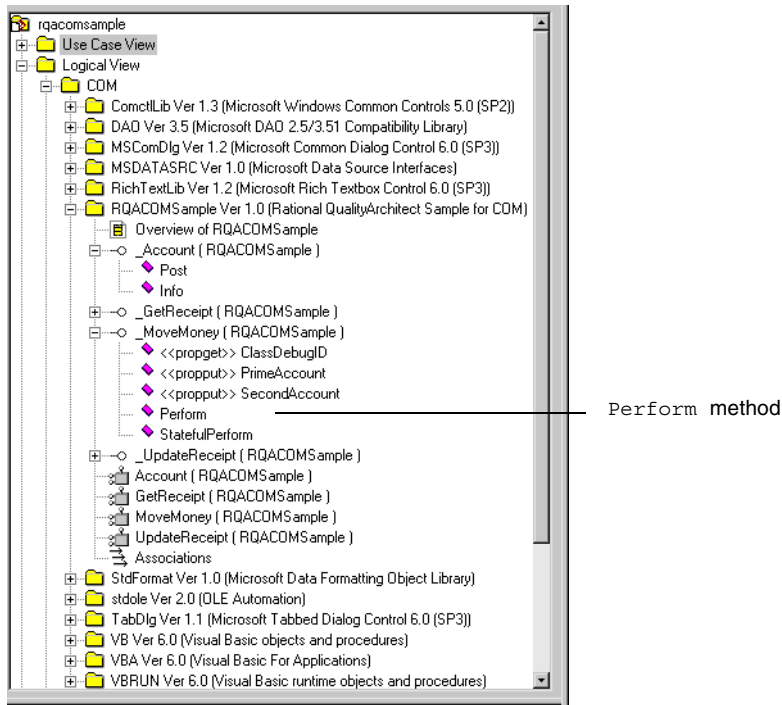 rqacomsample
Use Case View
Logical View
COM
ComctlLib Ver 1.3 (Microsoft Windows Common Controls 5.0 (SP2))
DAO Ver 3.5 (Microsoft DAO 2.5/3.51 Compatibility Library)
MSComDlg Ver 1.2 (Microsoft Common Dialog Control 6.0 (SP3))
MSDATASRC Ver 1.0 (Microsoft Data Source Interfaces)
RichTextLib Ver 1.2 (Microsoft Rich Textbox Control 6.0 (SP3))
RQACOMSample Ver 1.0 (Rational QualityArchitect Sample for COM)
Overview of RQACOMSample
_Account ( RQACOMSample )
Post
Info
_GetReceipt ( RQACOMSample )
_MoveMoney ( RQACOMSample )
<<propget>> ClassDebugID
<<propput>> PrimeAccount
<<propput>> SecondAccount
Perform Perform method
StatefulPerform
_UpdateReceipt ( RQACOMSample )
Account ( RQACOMSample )
GetReceipt ( RQACOMSample )
MoveMoney ( RQACOMSample )
UpdateReceipt ( RQACOMSample )
Associations
StdFormat Ver 1.0 (Microsoft Data Formatting Object Library)
stdole Ver 2.0 (OLE Automation)
TabDlg Ver 1.1 (Microsoft Tabbed Dialog Control 6.0 (SP3))
VB Ver 6.0 (Visual Basic objects and procedures)
VBA Ver 6.0 (Visual Basic For Applications)
VBRUN Ver 6.0 (Visual Basic runtime objects and procedures)